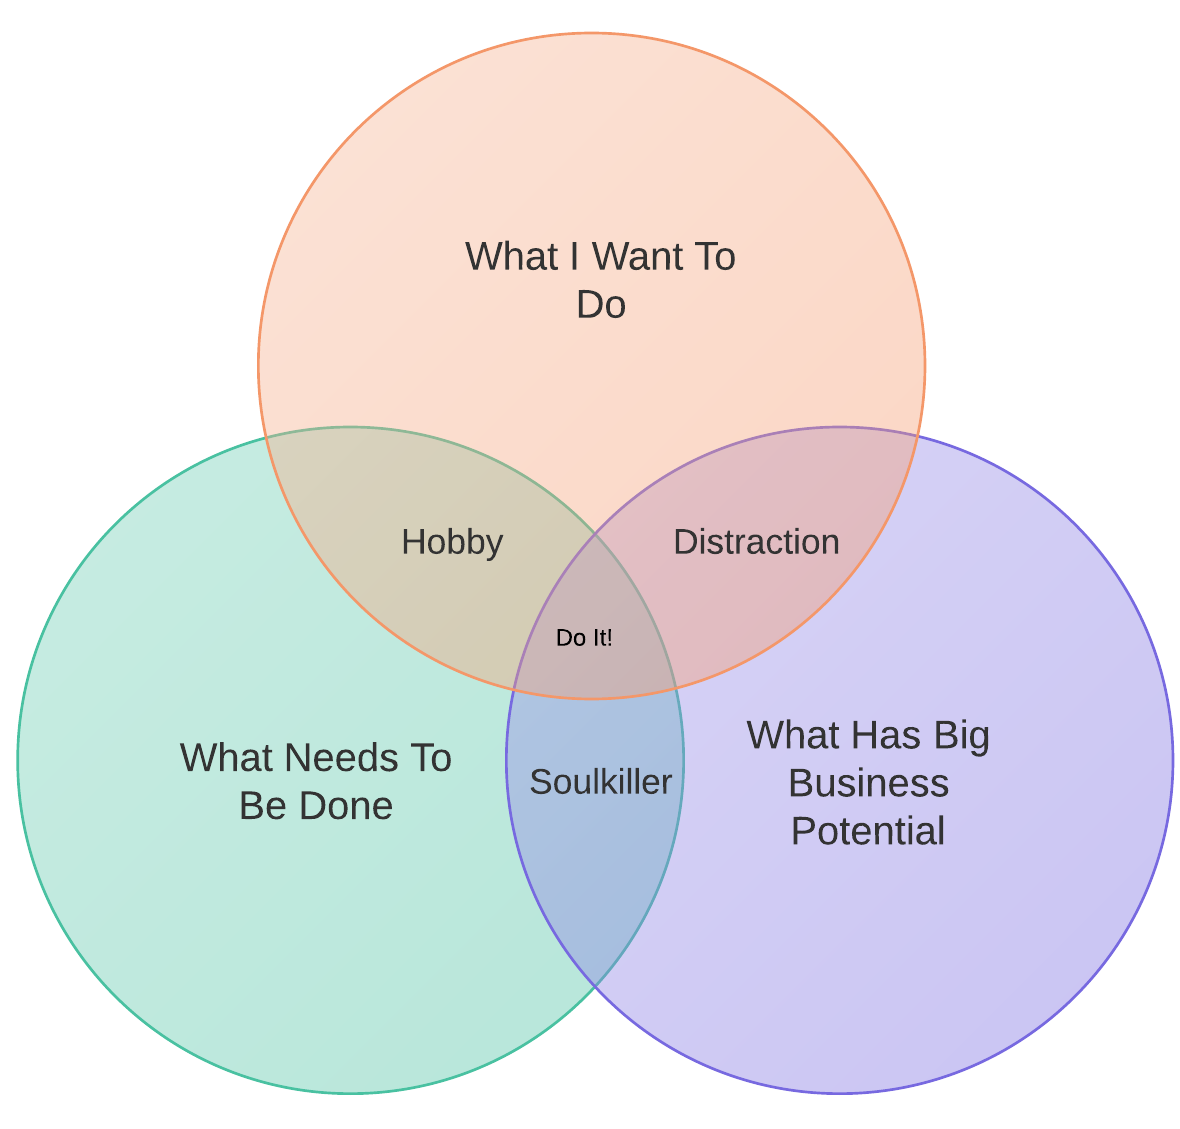 What I Want To
Do
Hobby
Distraction
Do It!
What Needs To
Be Done
Soulkiller
What Has Big
Business
Potential